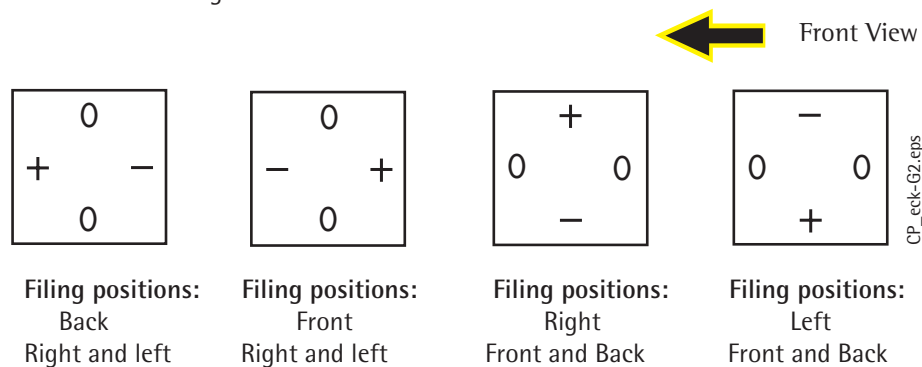 Front View
0
+ –
0
0
– +
0
+
0 0
–
–
0 0
+
CP_eck-G2.eps
Filing positions:
Back
Right and left
Filing positions:
Front
Right and left
Filing positions:
Right
Front and Back
Filing positions:
Left
Front and Back